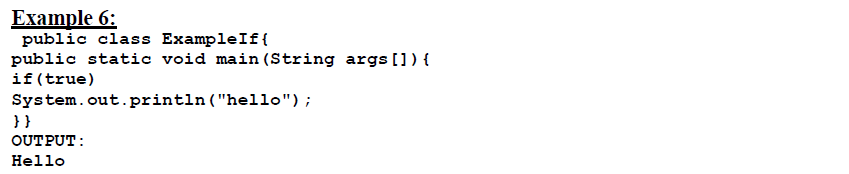 Example 6:
public class ExampleIf{
public static void main(String args[]){
if(true)
System.out.println("hello");
}}
OUTPUT:
Hello